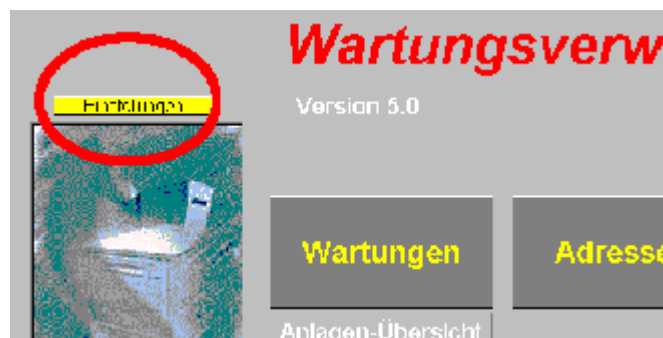 Wartungsverw
Einstellungen
Version 5.0
Wartungen
Adresse
Anlagen-Übersicht